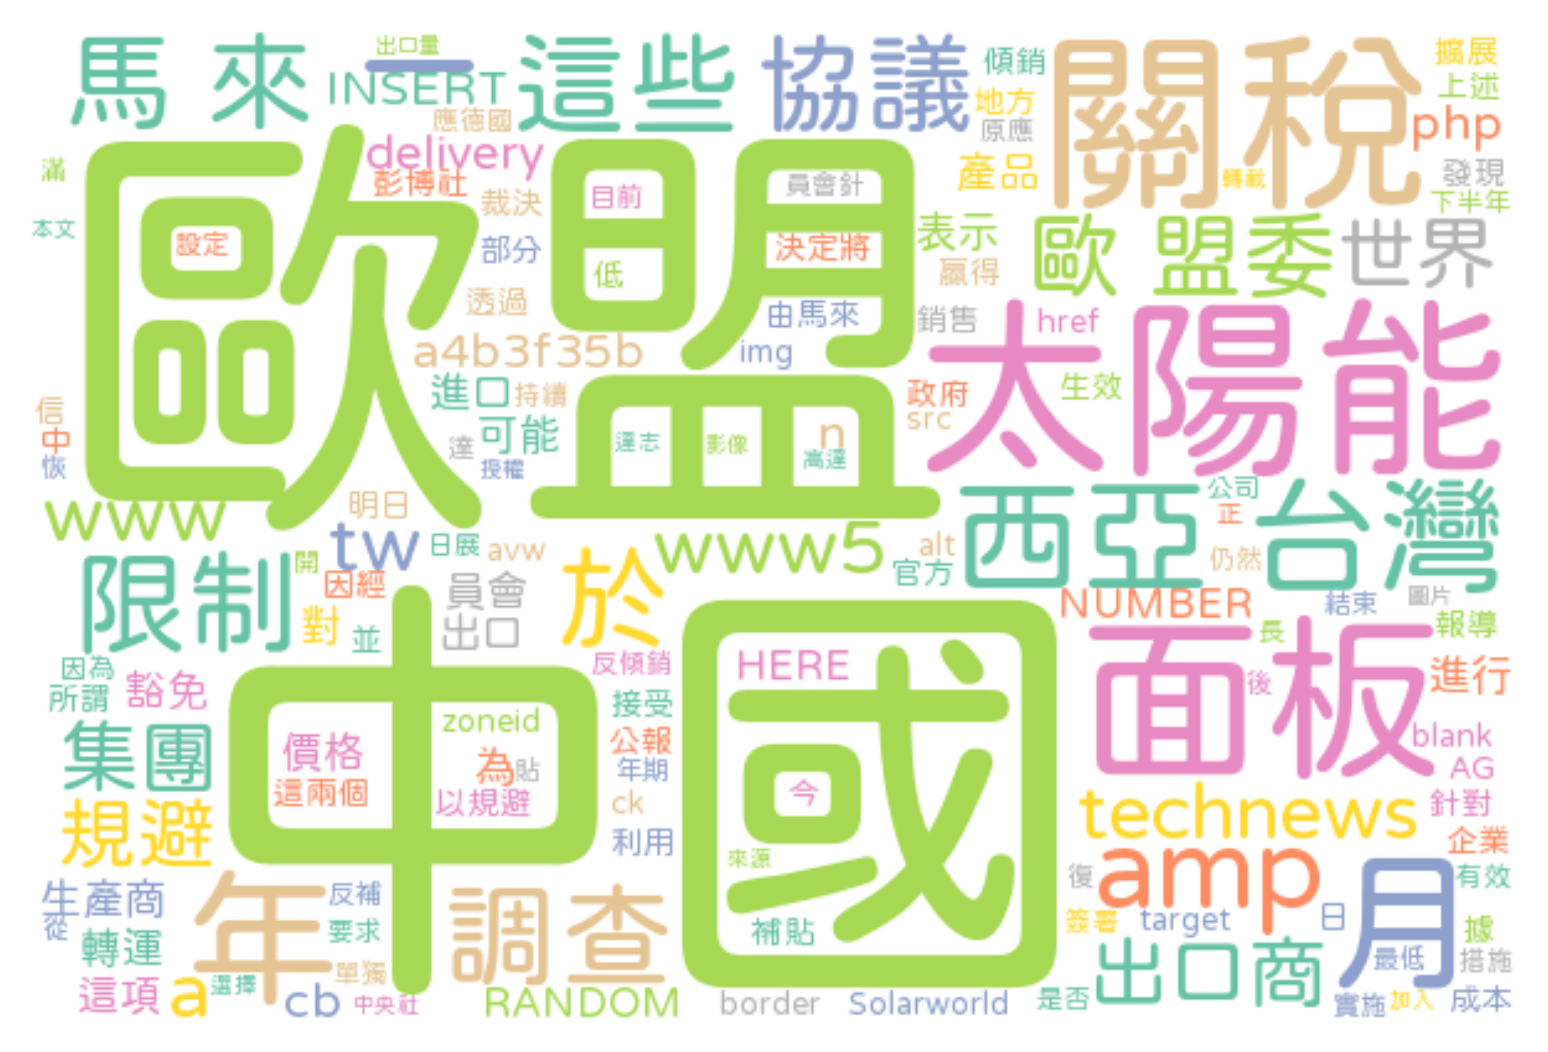 馬 來
一
出口量
INSERT
這些
協議
傾銷
關稅
擴展
上述
地方
原應
php
應德國
delivery
彭博社
產品
轉載
發現
下半年
滿
本文
歐盟
設定
裁決
部分
目前
員會針
決定將
低
表示
贏得
歐 盟委
世界
透過
由馬來
銷售
href
太陽能
a4b3f35b
img
進口
持續
政府
src
生效
信
中
恢
可能
達
授權
達志
影像
n
高達
www
明日
tw
日展
avw
www5
alt
官方
西亞
公司
正
仍然
台灣
限制
開
因經
對
並
員會
出口
於
NUMBER
結束
圖片
長
報導
因為
所謂
豁免
反傾銷
HERE
面板
後
進行
中國
集團
價格
這兩個
zoneid
為
貼
以規避
接受
公報
年期
ck
今
blank
AG
規避
利用
來源
technews
針對
企業
生產商
從
年
反補
調查
補貼
amp
復
月
有效
轉運
要求
簽署
target
日
據
這項
a
選擇
單獨
cb
中央社
RANDOM
border
Solarworld
是否
出口商
最低
措施
實施
加入
成本